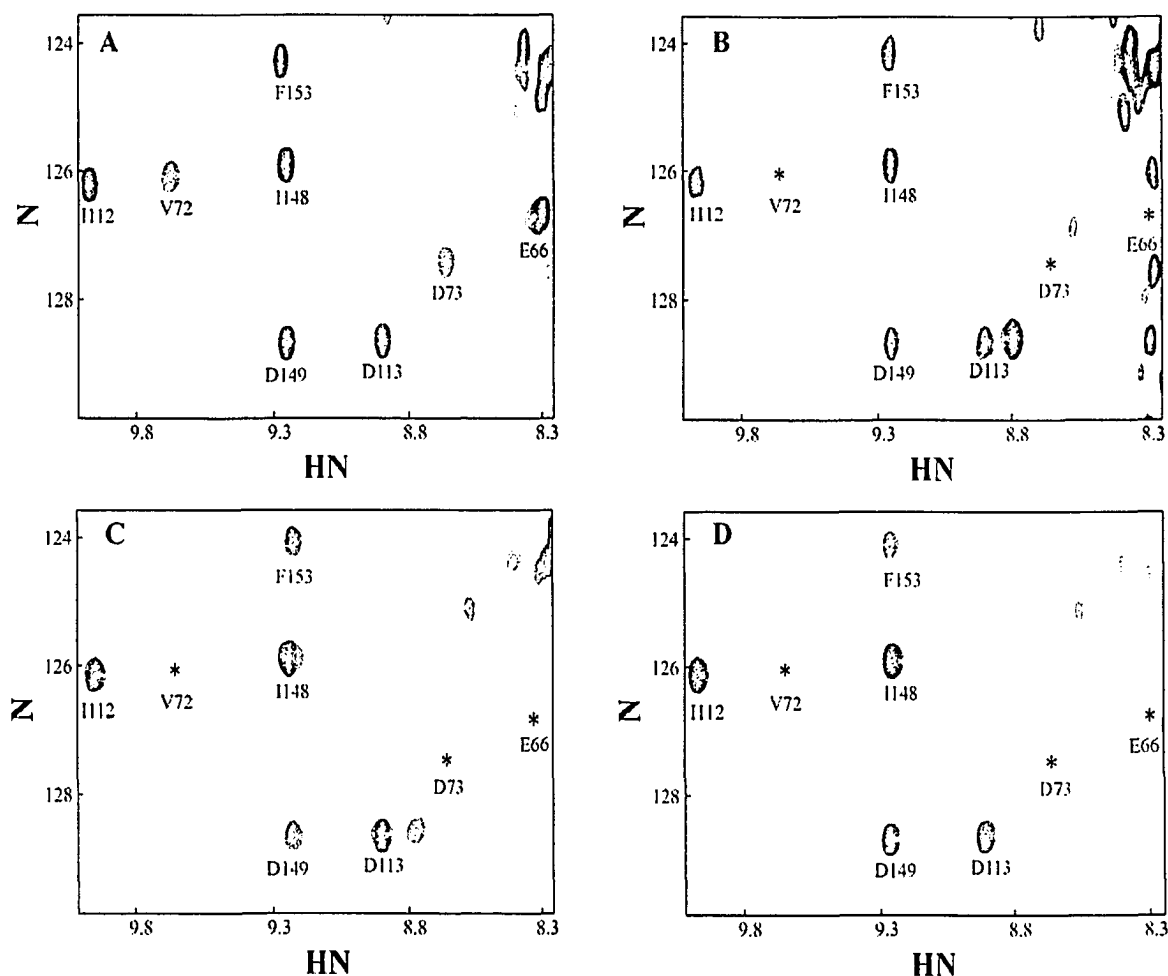 A
B
124
F153
126
I112
V72
I148
E66
D73
128
D149
D113
N
9.8
9.3
8.8
8.3
HN
124
F153
126
I112
*
V72
I148
*
E66
*
D73
128
D149
D113
N
9.8
9.3
8.8
8.3
HN
C
D
124
F153
126
I112
*
V72
I148
*
E66
*
D73
128
D149
D113
N
9.8
9.3
8.8
8.3
HN
124
F153
126
I112
*
V72
I148
*
E66
*
D73
128
D149
D113
N
9.8
9.3
8.8
8.3
HN